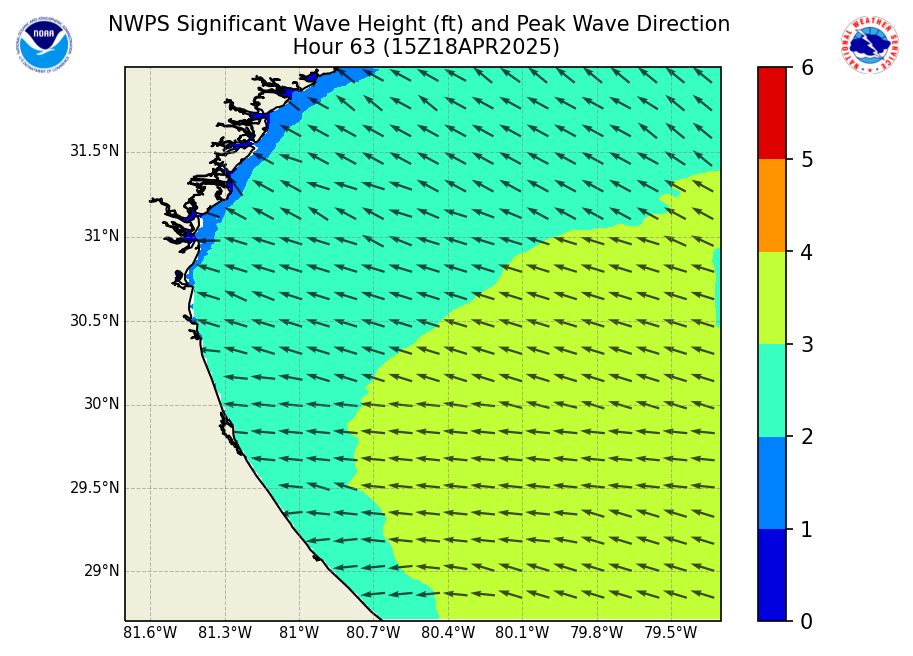 NWPS Significant Wave Height (ft) and Peak Wave Direction
Hour 63 (15Z18APR2025)
NOAA
NATIONAL WEATHER SERVICE
31.5°N
31°N
30.5°N
30°N
29.5°N
29°N
81.6°W 81.3°W 81°W 80.7°W 80.4°W 80.1°W 79.8°W 79.5°W
6
5
4
3
2
1
0